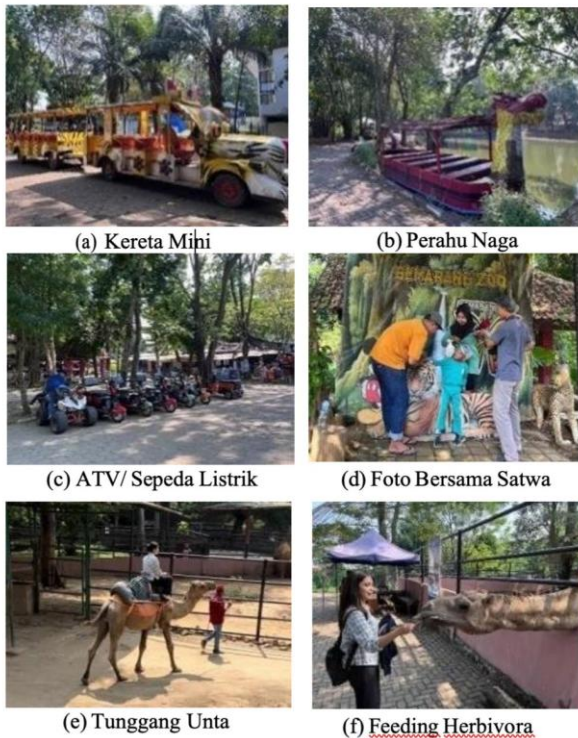 (a) Kereta Mini
(b) Perahu Naga
SEMARANG ZOO
(c) ATV/ Sepeda Listrik
(d) Foto Bersama Satwa
(e) Tunggang Unta
(f) Feeding Herbivora